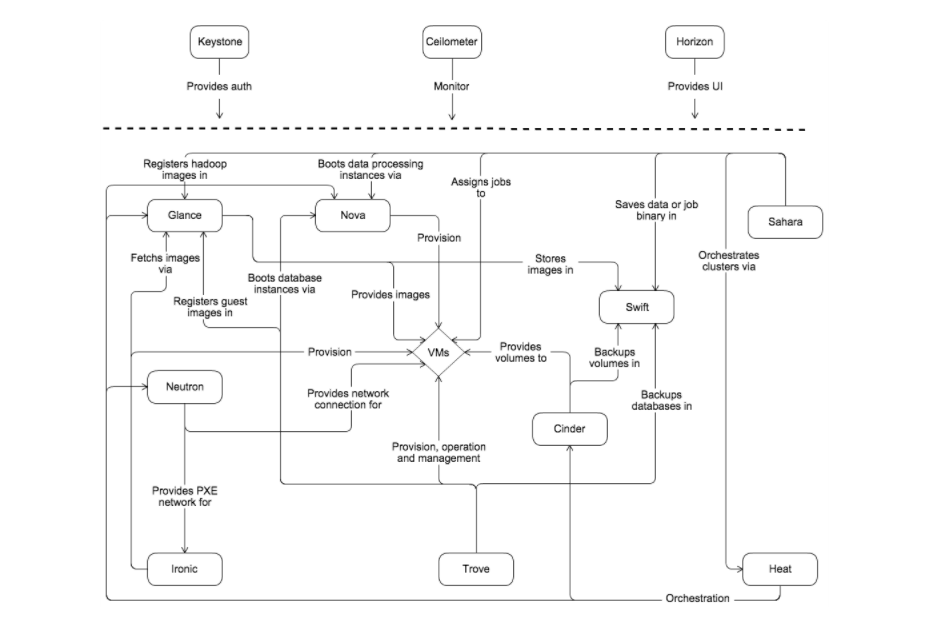 Keystone
Ceilometer
Horizon
Provides auth
Monitor
Provides UI
Registers hadoop
images in
Boots data processing
instances via
Assigns jobs
to
Saves data or job
binary in
Glance
Nova
Sahara
Provision
Fetchs images
via
Stores
images in
Orchestrates
clusters via
Boots database
instances via
Provides images
Registers guest
images in
Swift
Provision
VMs
Provides
volumes to
Backups
volumes in
Neutron
Provides network
connection for
Backups
databases in
Cinder
Provision, operation
and management
Provides PXE
network for
Ironic
Trove
Heat
Orchestration